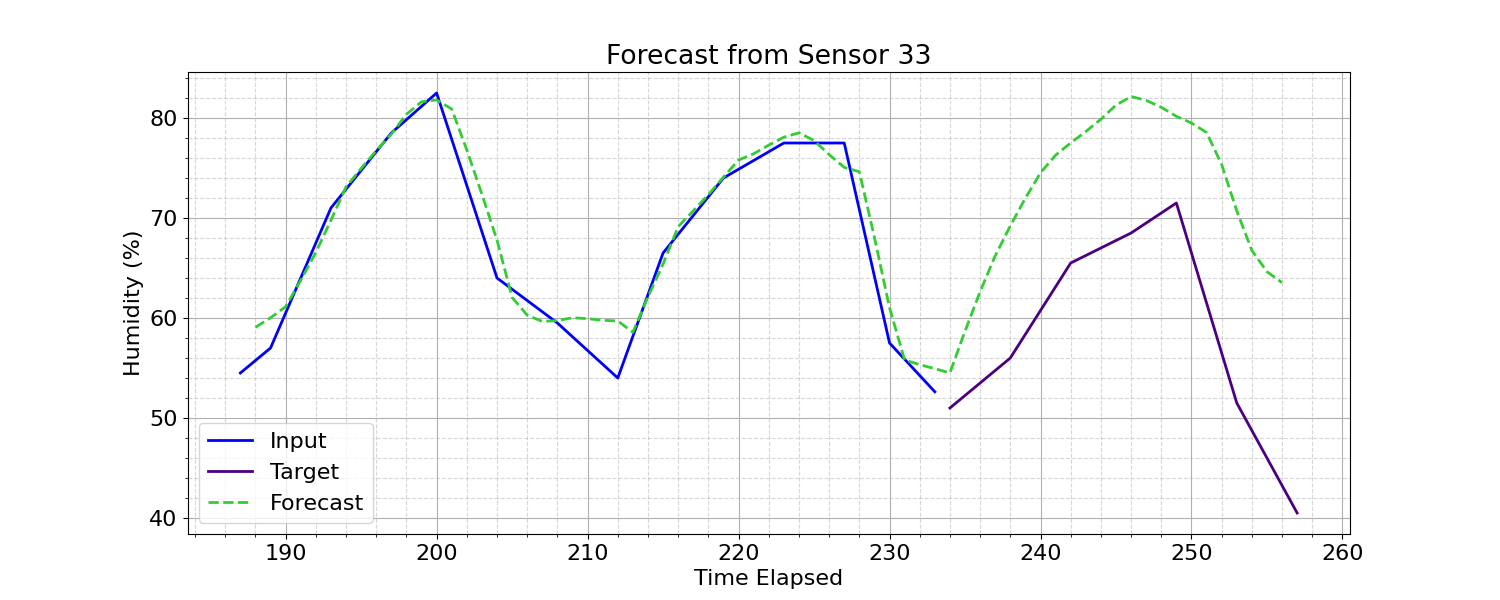 Forecast from Sensor 33
Humidity (%)
80
70
60
50
40
Input
Target
Forecast
190 200 210 220 230 240 250 260
Time Elapsed